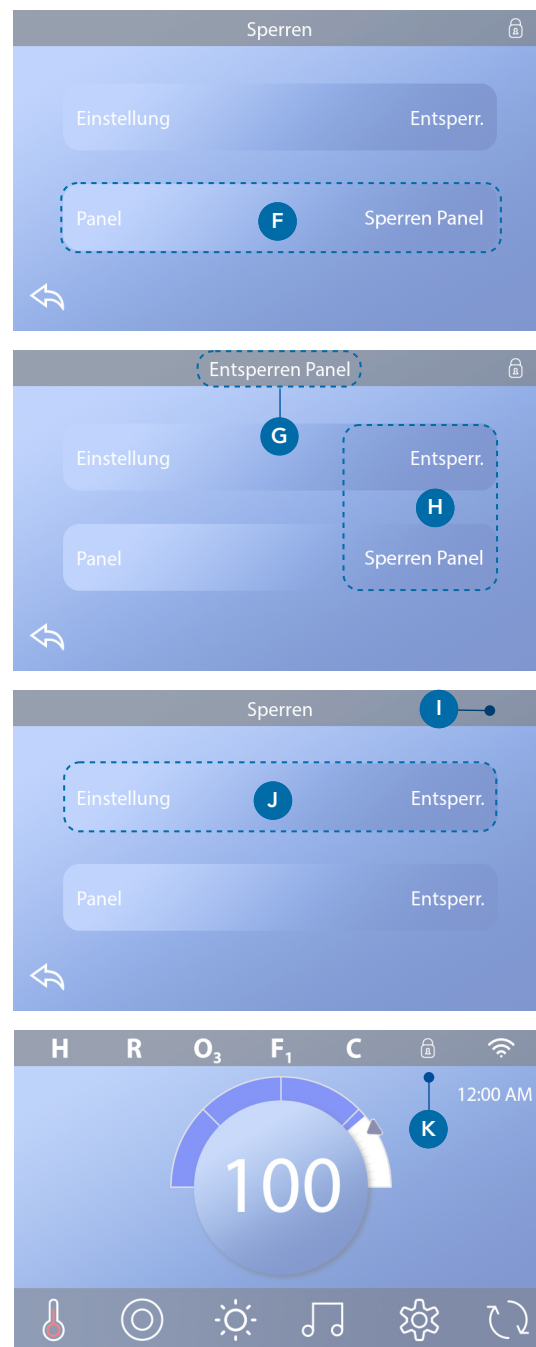 Sperren
Einstellung Entsperr.
Panel F Sperren Panel
Entsperren Panel
G
Einstellung Entsperr.
H
Panel Sperren Panel
Sperren I
Einstellung J Entsperr.
Panel Entsperr.
H R O₃ F₁ C
12:00 AM
K
100